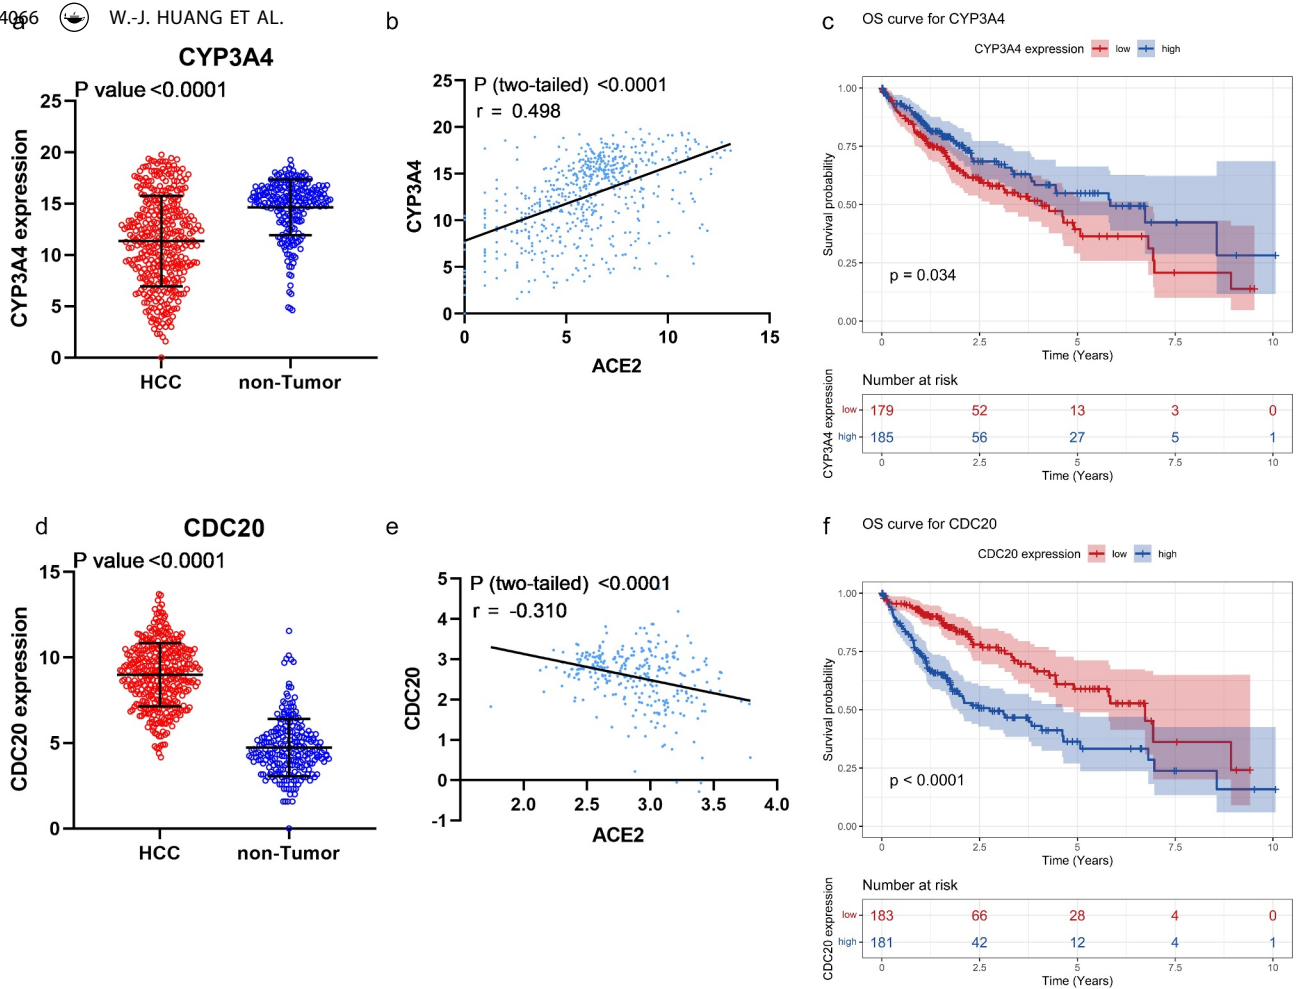 4066 W.-J. HUANG ET AL.
a
CYP3A4
P value <0.0001
CYP3A4 expression
25
20
15
10
5
0
HCC non-Tumor
b
P (two-tailed) <0.0001
r = 0.498
CYP3A4
25
20
15
10
5
0
0 5 10 15
ACE2
c
OS curve for CYP3A4
CYP3A4 expression low high
Survival probability
1.00
0.75
0.50
0.25
0.00
p = 0.034
0 2.5 5 7.5 10
Time (Years)
Number at risk
CYP3A4 expression
low 179 52 13 3 0
high 185 56 27 5 1
0 2.5 5 7.5 10
Time (Years)
d
CDC20
P value <0.0001
CDC20 expression
15
10
5
0
HCC non-Tumor
e
P (two-tailed) <0.0001
r = -0.310
CDC20
5
4
3
2
1
0
-1
2.0 2.5 3.0 3.5 4.0
ACE2
f
OS curve for CDC20
CDC20 expression low high
Survival probability
1.00
0.75
0.50
0.25
0.00
p < 0.0001
0 2.5 5 7.5 10
Time (Years)
Number at risk
CDC20 expression
low 183 66 28 4 0
high 181 42 12 4 1
0 2.5 5 7.5 10
Time (Years)